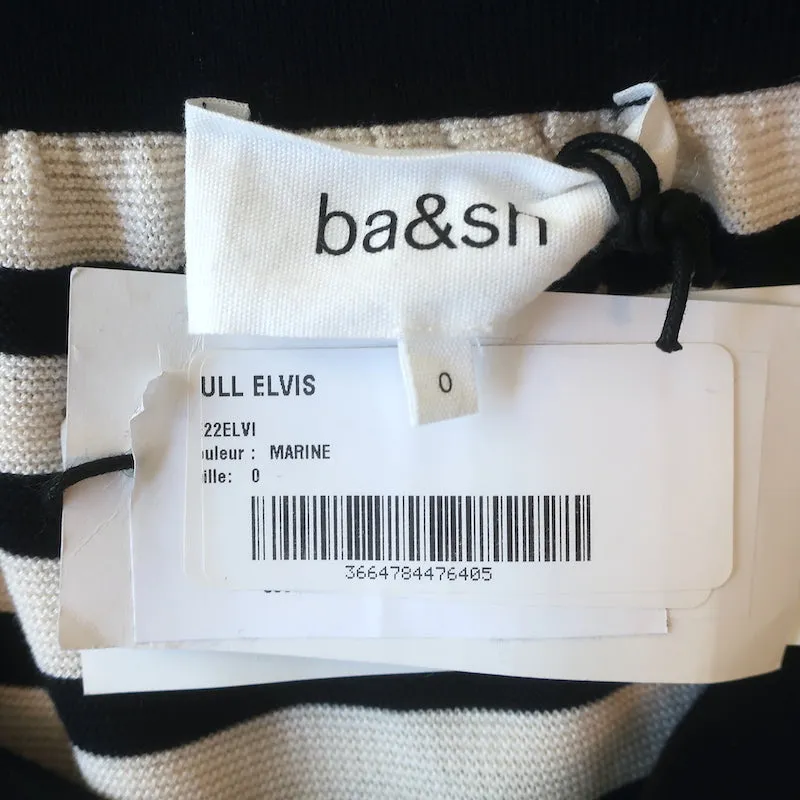 ba&sh
0
ULL ELVIS
22ELVI
uleur : MARINE
ille: 0
3664784476405